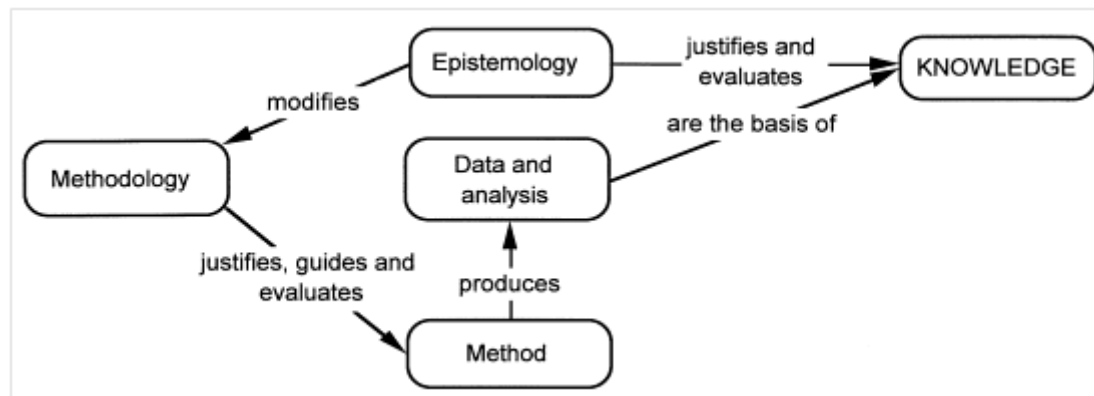 Epistemology
justifies and
evaluates
KNOWLEDGE
modifies
are the basis of
Methodology
Data and
analysis
justifies, guides and
evaluates
produces
Method